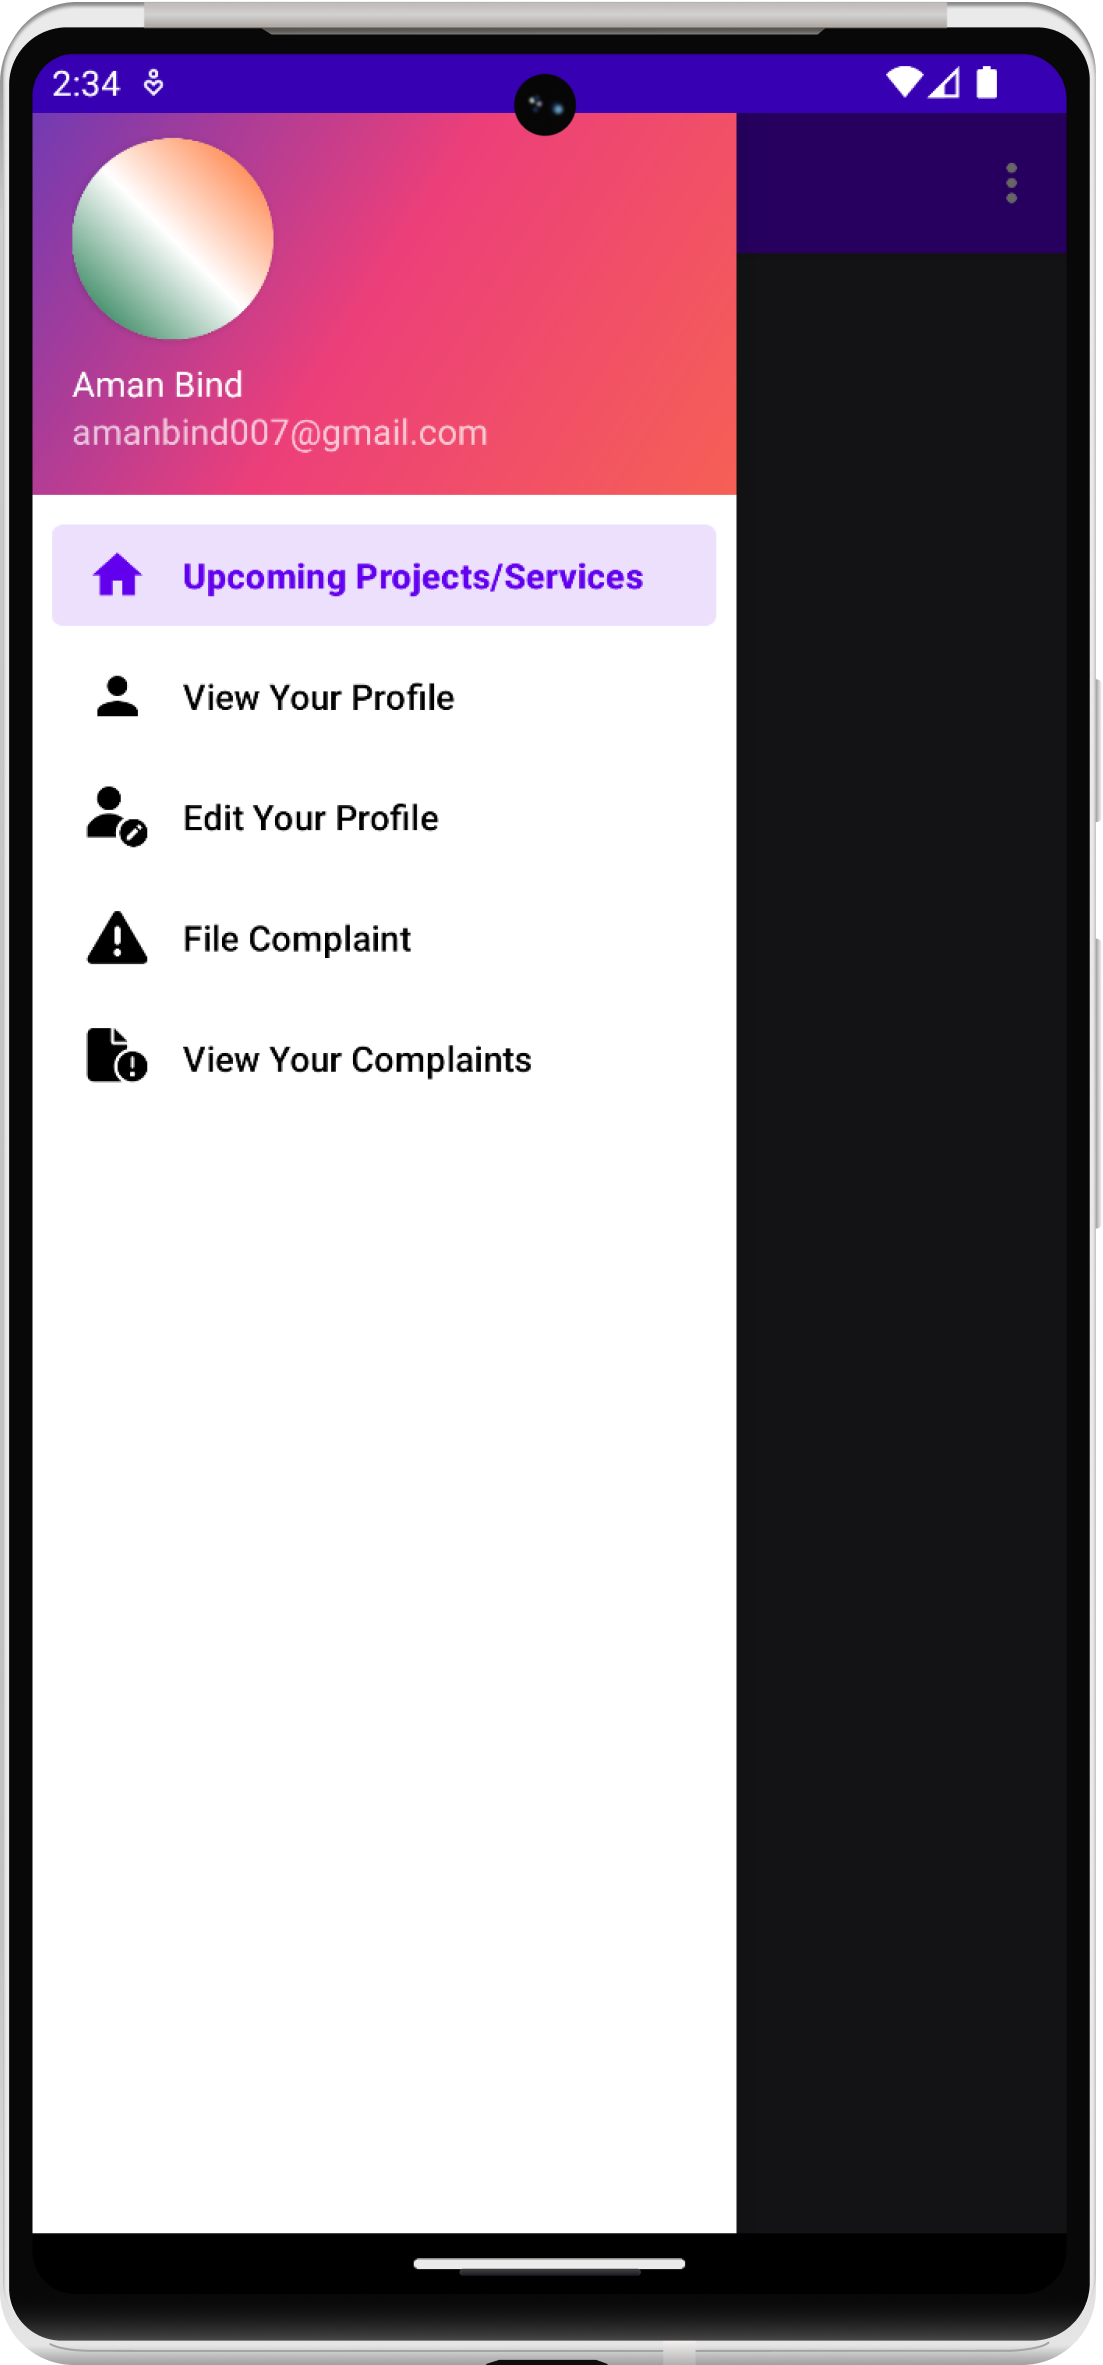 2:34
Aman Bind
amanbind007@gmail.com
Upcoming Projects/Services
View Your Profile
Edit Your Profile
File Complaint
View Your Complaints